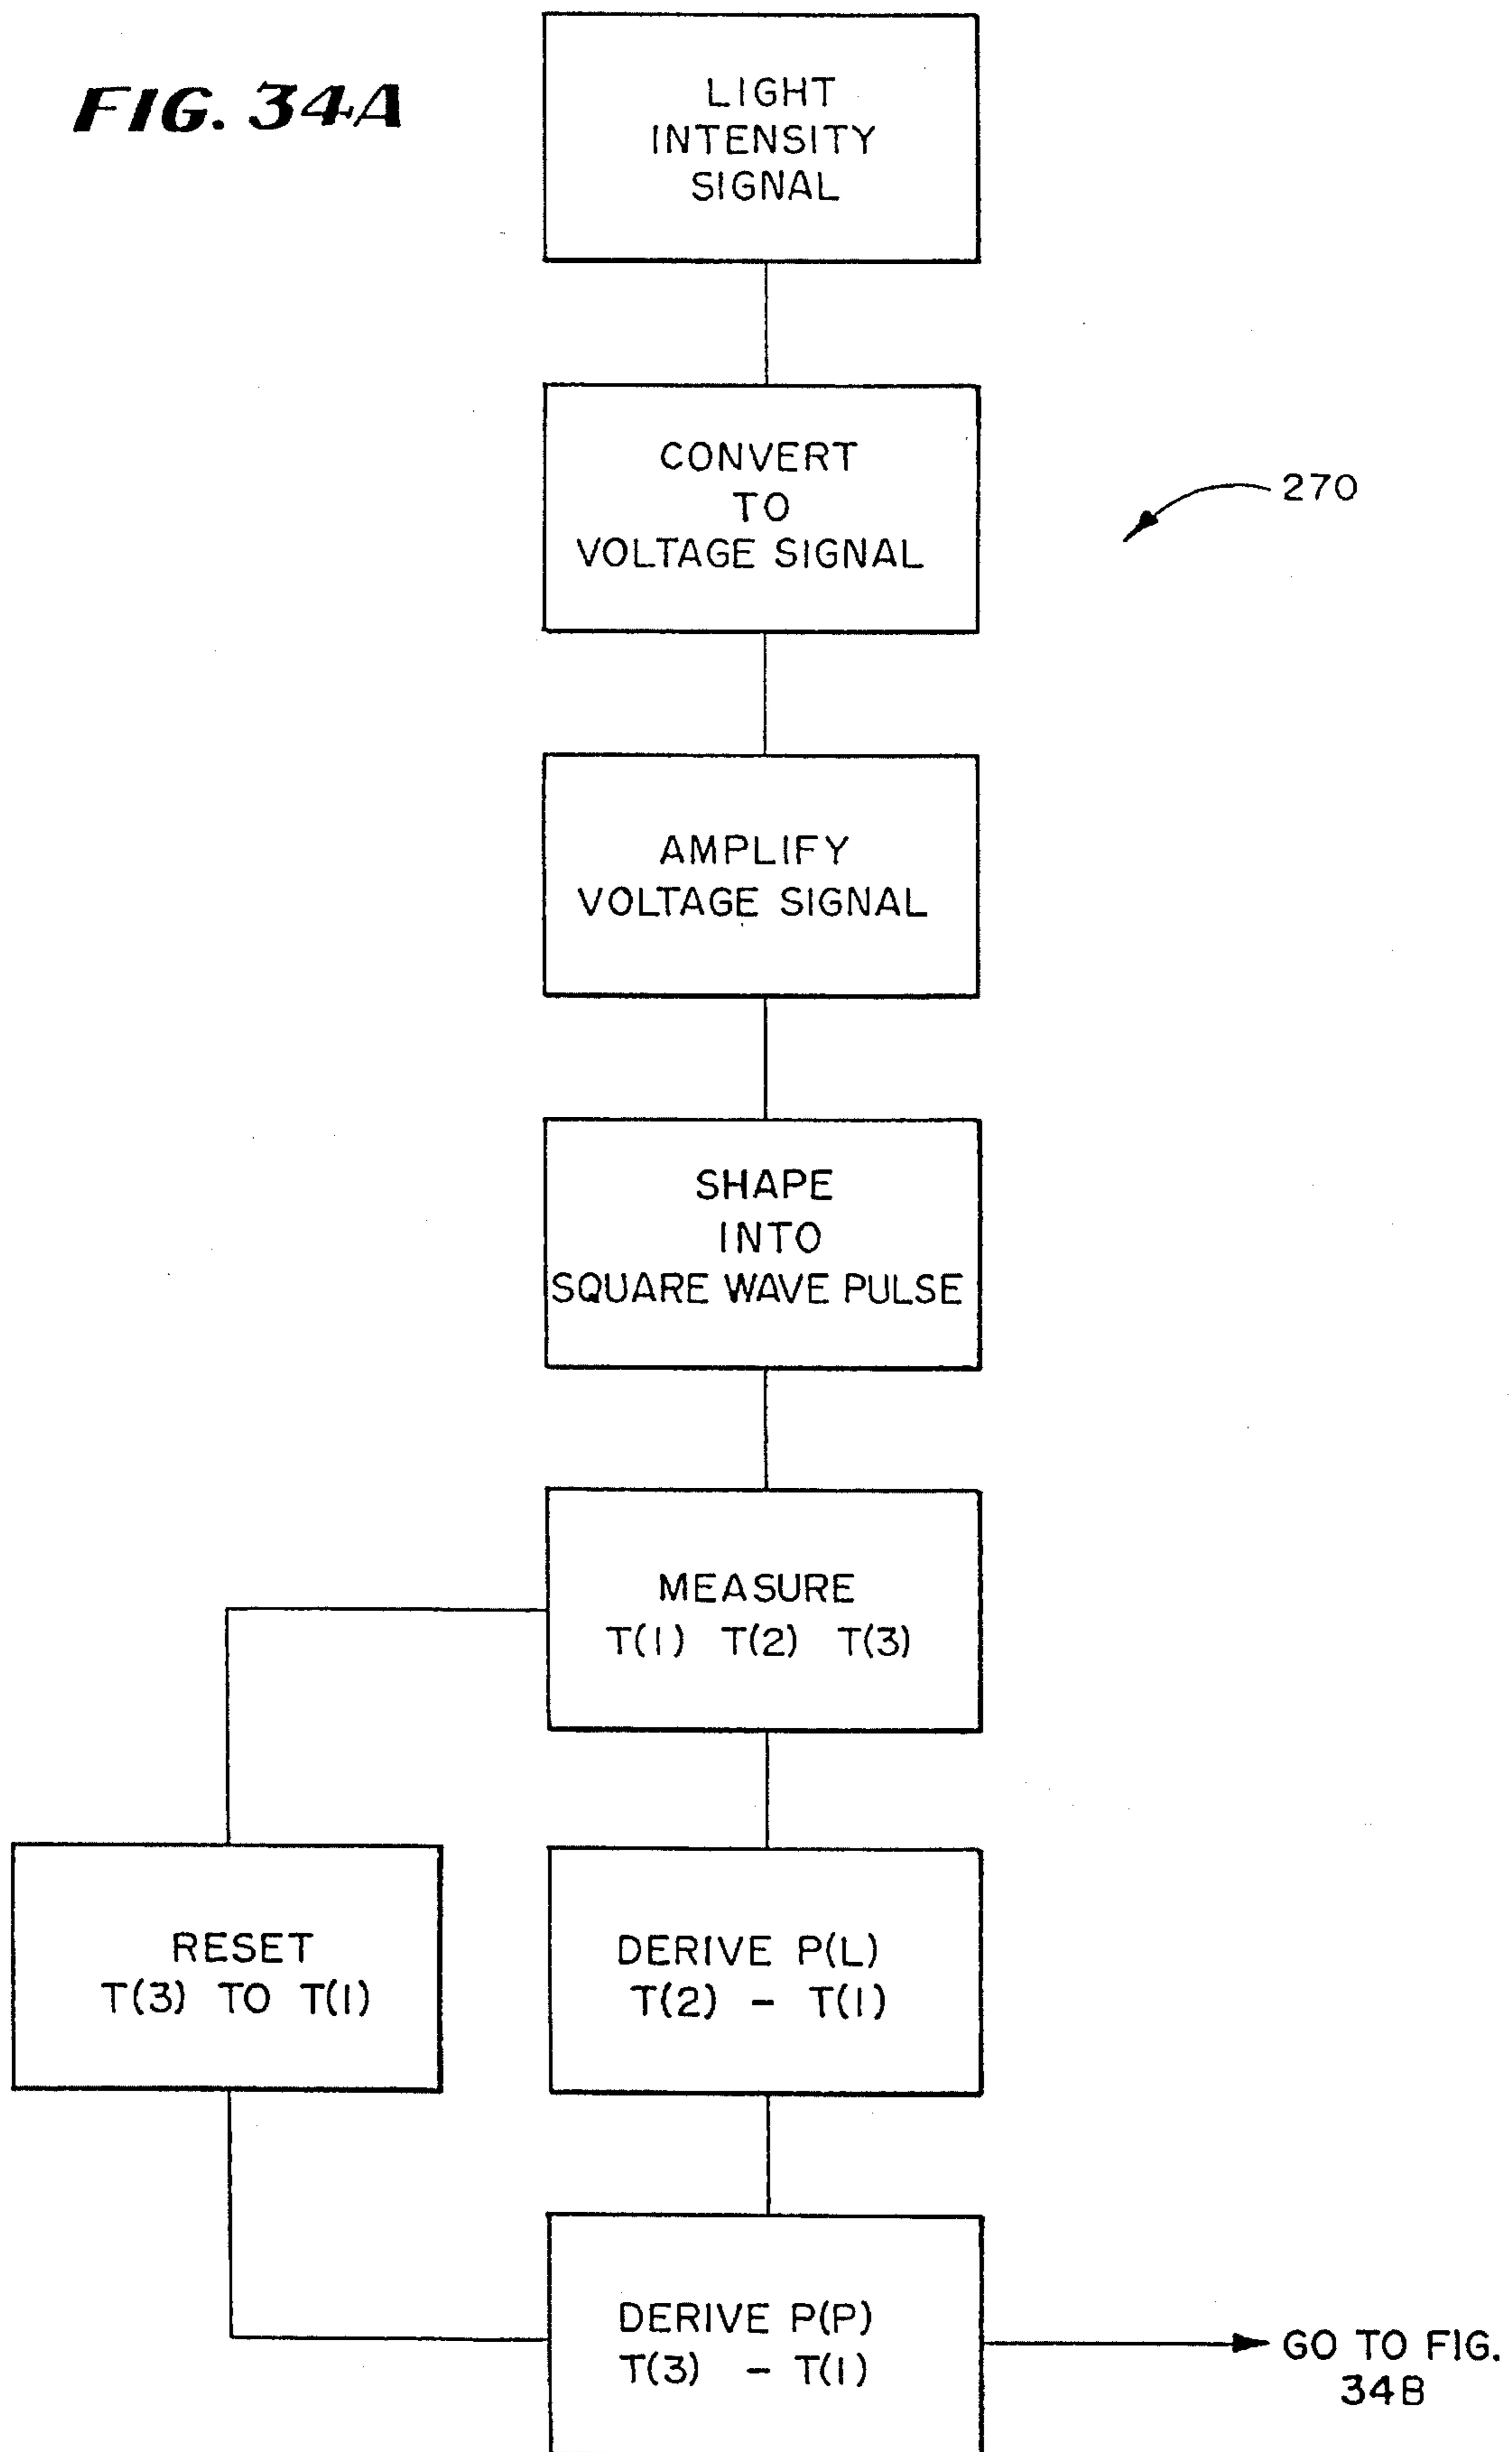 FIG. 34A
LIGHT
INTENSITY
SIGNAL
CONVERT
TO
VOLTAGE SIGNAL
270
AMPLIFY
VOLTAGE SIGNAL
SHAPE
INTO
SQUARE WAVE PULSE
MEASURE
T(1) T(2) T(3)
RESET
T(3) TO T(1)
DERIVE P(L)
T(2) - T(1)
DERIVE P(P)
T(3) - T(1)
GO TO FIG.
34B